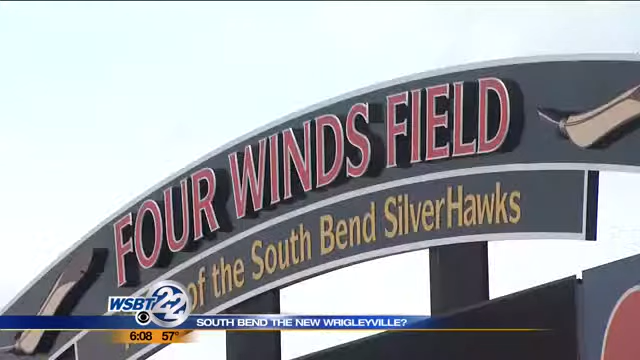 FOUR WINDS FIELD
of the South Bend SilverHawks
WSBT 22
SOUTH BEND THE NEW WRIGLEYVILLE?
6:08 57°